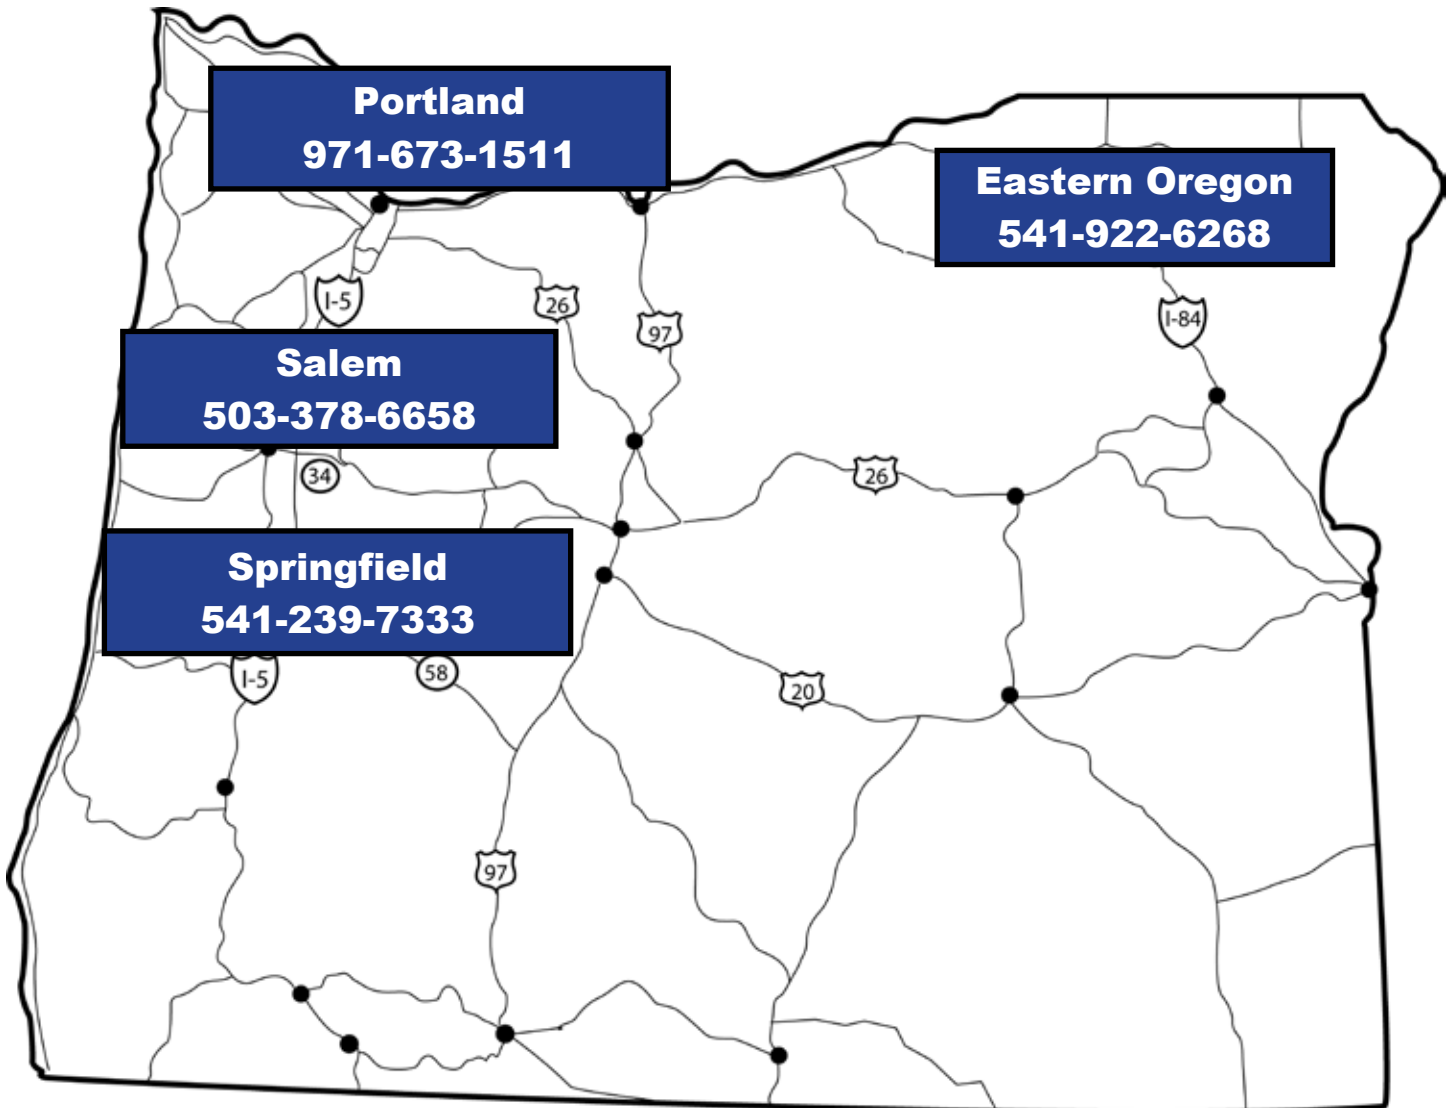 Portland
971-673-1511
Eastern Oregon
541-922-6268
I-5
26
97
I-84
Salem
503-378-6658
34
26
Springfield
541-239-7333
I-5
58
20
97